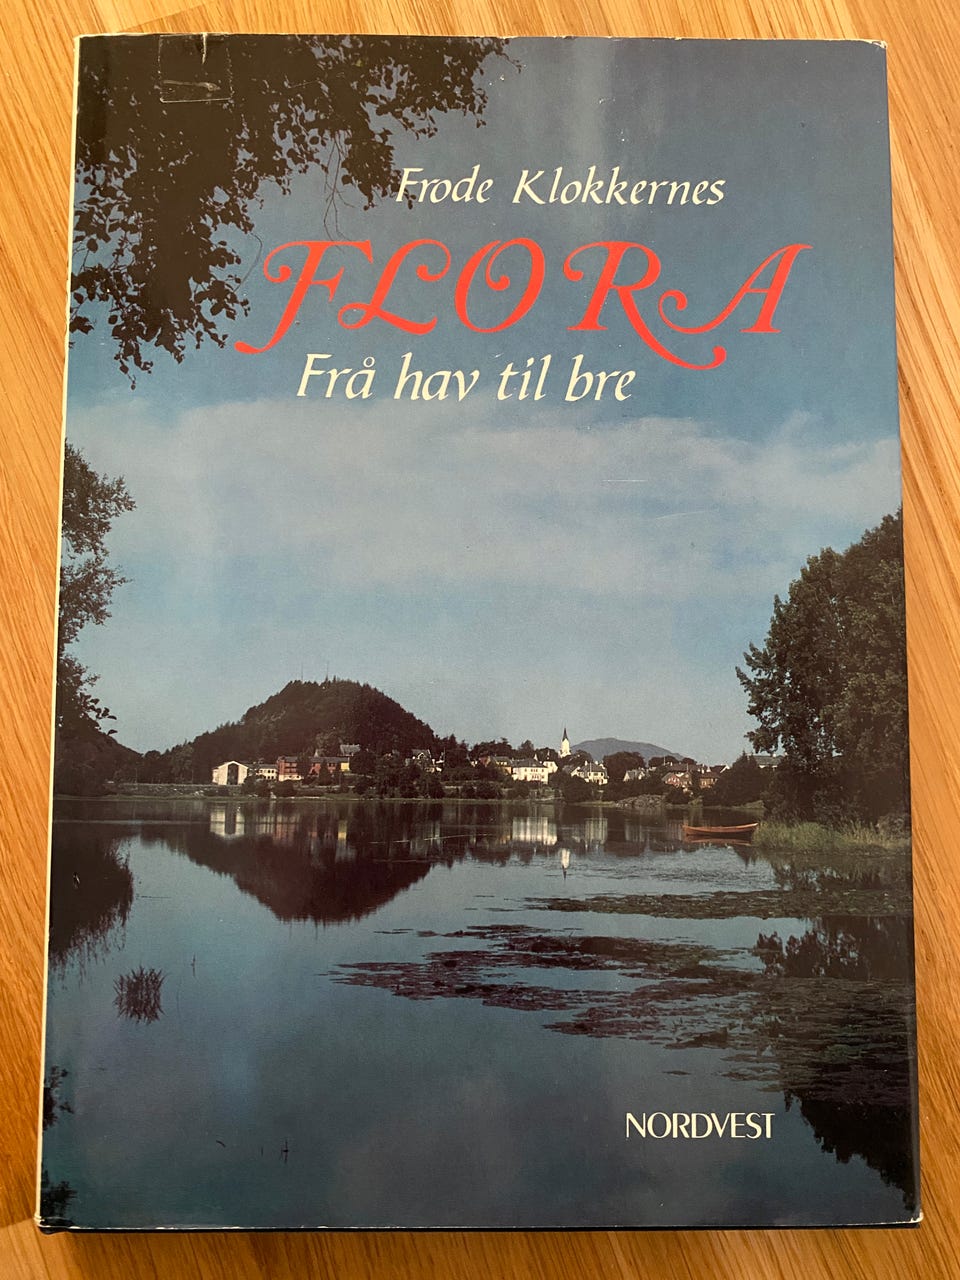 Frode Klokkernes
FLORA
Frå hav til bre
NORDVEST